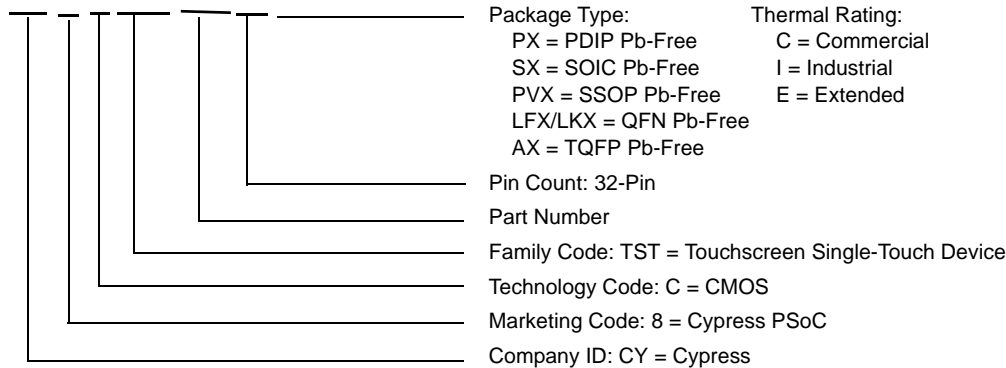 Package Type: Thermal Rating:
PX = PDIP Pb-Free C = Commercial
SX = SOIC Pb-Free I = Industrial
PVX = SSOP Pb-Free E = Extended
LFX/LKX = QFN Pb-Free
AX = TQFP Pb-Free
Pin Count: 32-Pin
Part Number
Family Code: TST = Touchscreen Single-Touch Device
Technology Code: C = CMOS
Marketing Code: 8 = Cypress PSoC
Company ID: CY = Cypress